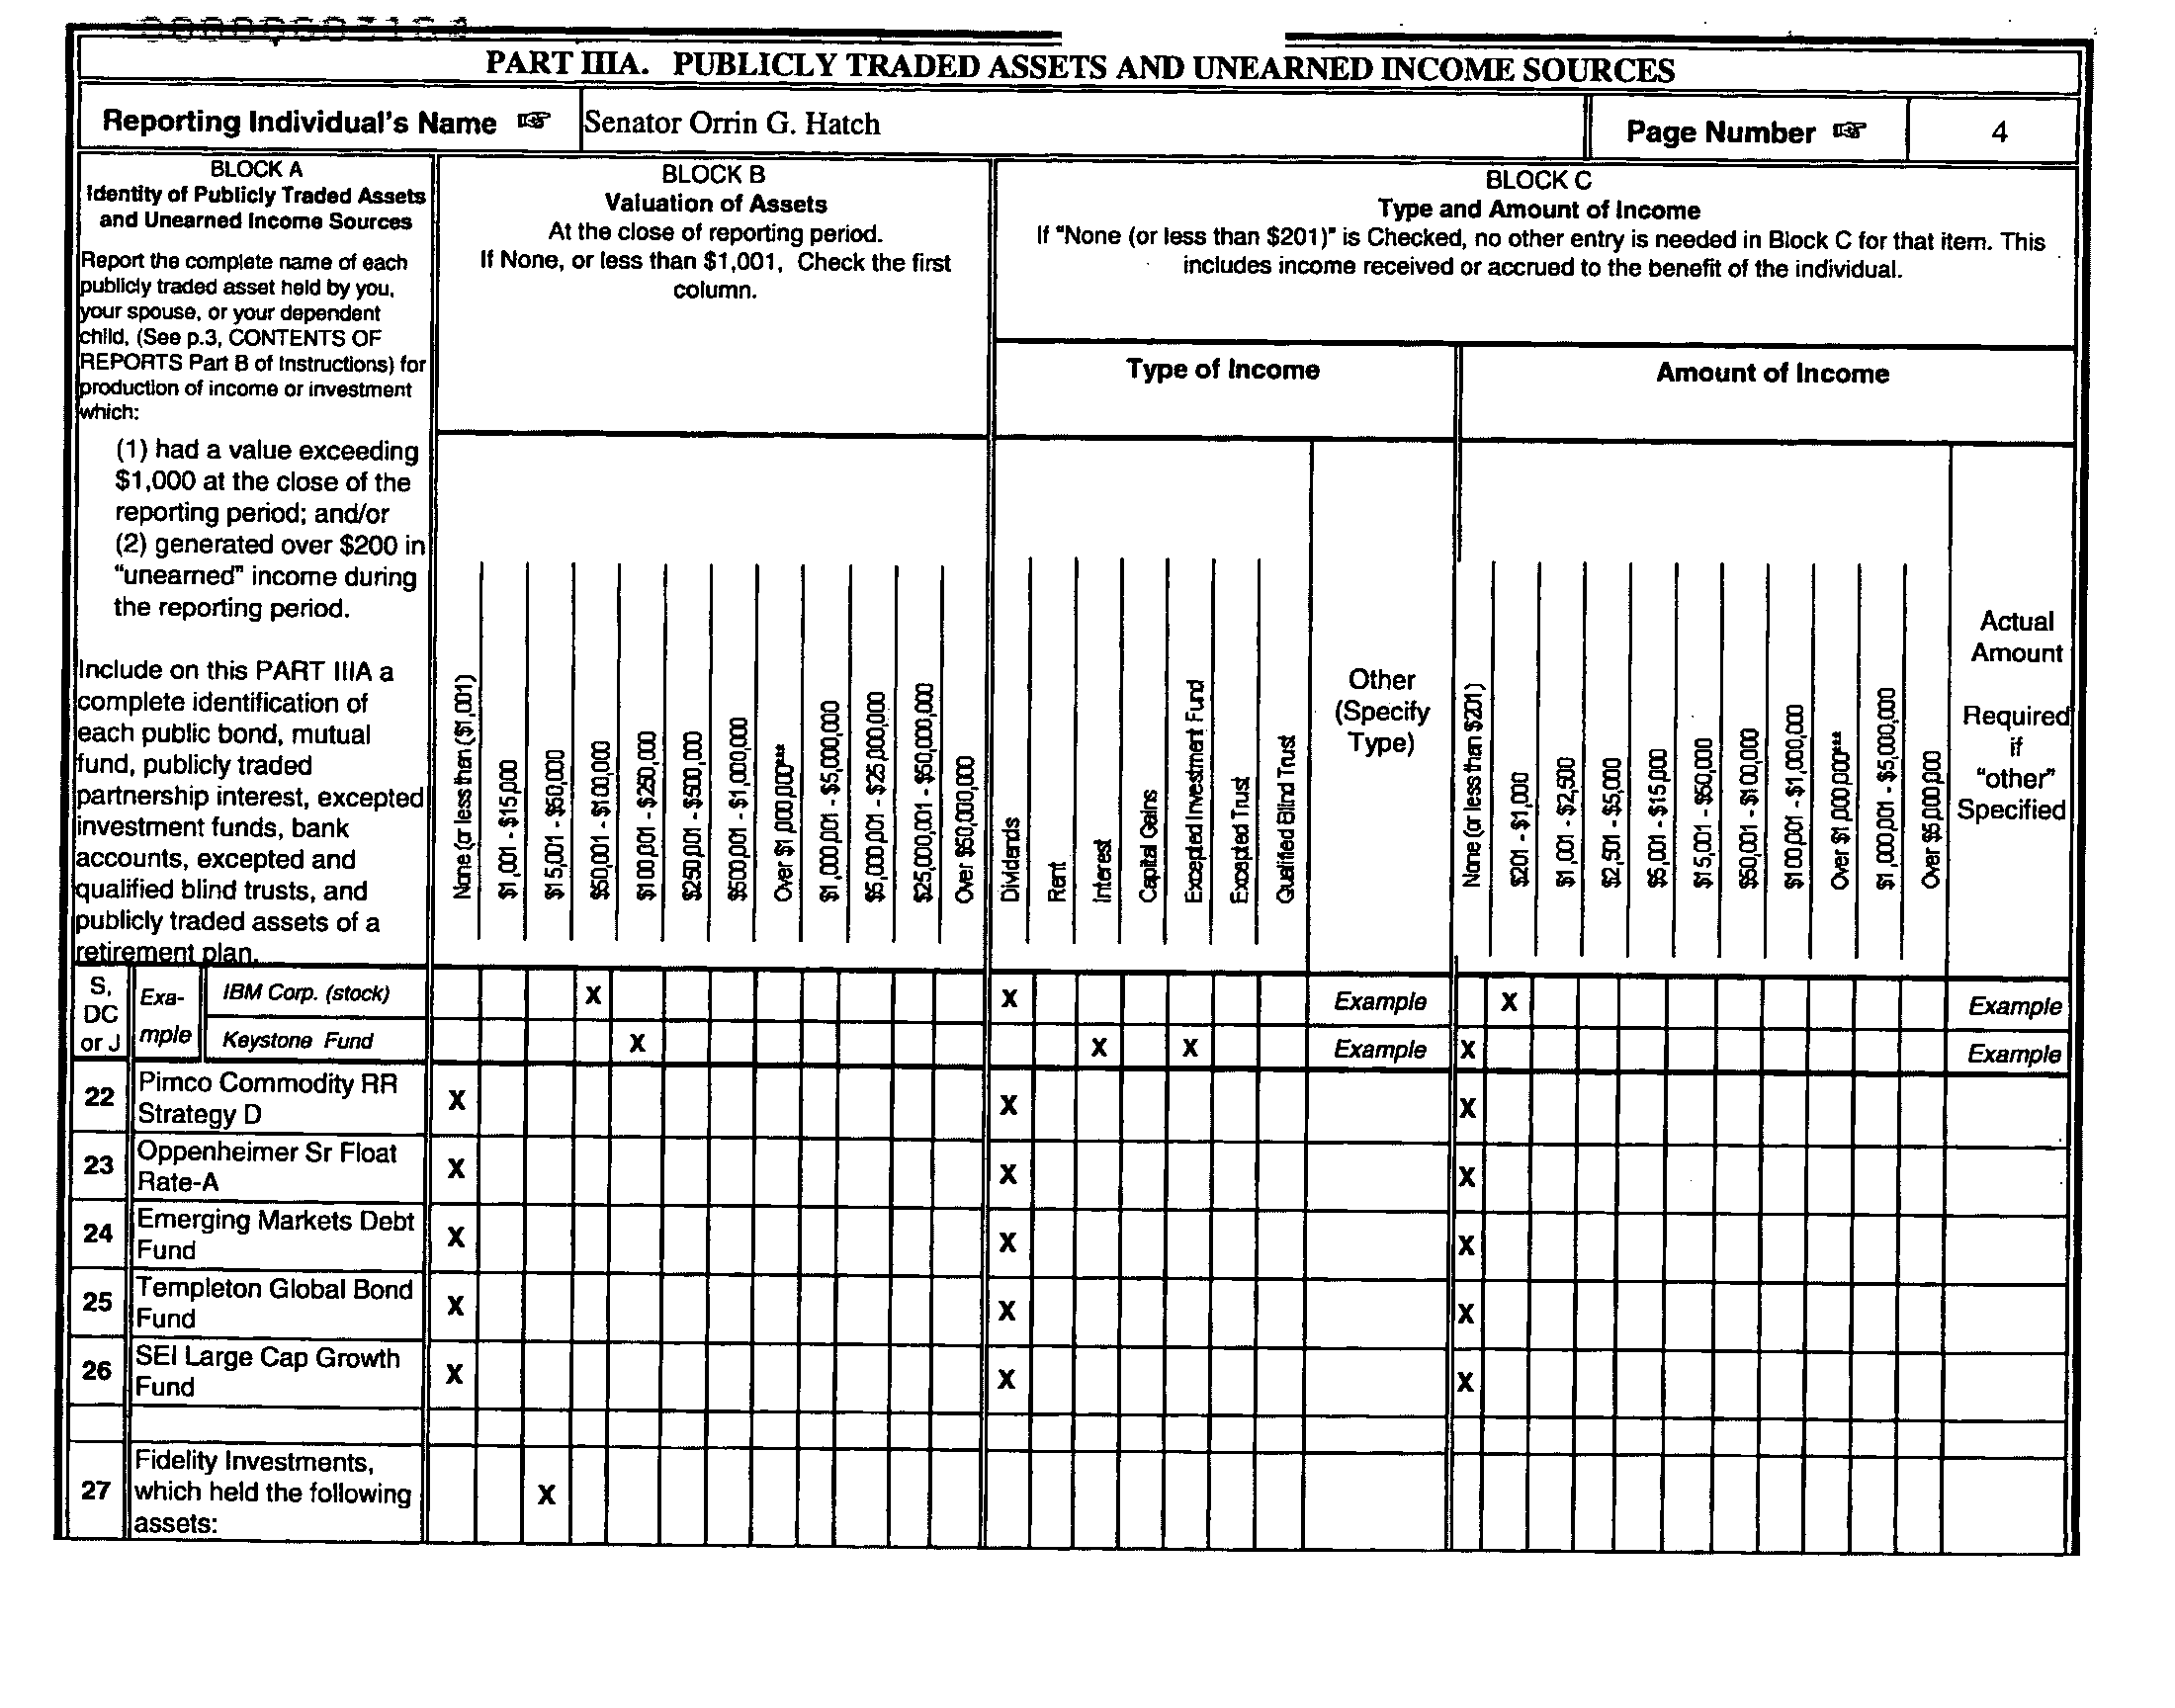 PART IIIA. PUBLICLY TRADED ASSETS AND UNEARNED INCOME SOURCES
Reporting Individual's Name ☞ Senator Orrin G. Hatch Page Number ☞ 4
BLOCK A
Identity of Publicly Traded Assets
and Unearned Income Sources
Report the complete name of each
publicly traded asset held by you,
your spouse, or your dependent
child, (See p.3, CONTENTS OF
REPORTS Part B of Instructions) for
production of income or investment
which:
(1) had a value exceeding
$1,000 at the close of the
reporting period; and/or
(2) generated over $200 in
"unearned" income during
the reporting period.
Include on this PART IIIA a
complete identification of
each public bond, mutual
fund, publicly traded
partnership interest, excepted
investment funds, bank
accounts, excepted and
qualified blind trusts, and
publicly traded assets of a
retirement plan.
BLOCK B
Valuation of Assets
At the close of reporting period.
If None, or less than $1,001, Check the first
column.
None (or less than ($1,001)
$1,001 - $15,000
$15,001 - $50,000
$50,001 - $100,000
$100,001 - $250,000
$250,001 - $500,000
$500,001 - $1,000,000
Over $1,000,000***
$1,000,001 - $5,000,000
$5,000,001 - $25,000,000
$25,000,001 - $50,000,000
Over $50,000,000
BLOCK C
Type and Amount of Income
If "None (or less than $201)" is Checked, no other entry is needed in Block C for that item. This
includes income received or accrued to the benefit of the individual.
Type of Income
Dividends
Rent
Interest
Capital Gains
Excepted Investment Fund
Excepted Trust
Qualified Blind Trust
Other
(Specify
Type)
Amount of Income
None (or less than $201)
$201 - $1,000
$1,001 - $2,500
$2,501 - $5,000
$5,001 - $15,000
$15,001 - $50,000
$50,001 - $100,000
$100,001 - $1,000,000
Over $1,000,000***
$1,000,001 - $5,000,000
Over $5,000,000
Actual
Amount
Required
if
"other"
Specified
S,
DC
or J
Exa-
mple
IBM Corp. (stock) X X Example X Example
Keystone Fund X X X Example X Example
22 Pimco Commodity RR
Strategy D X X X
23 Oppenheimer Sr Float
Rate-A X X X
24 Emerging Markets Debt
Fund X X X
25 Templeton Global Bond
Fund X X X
26 SEI Large Cap Growth
Fund X X X
27 Fidelity Investments,
which held the following X
assets: